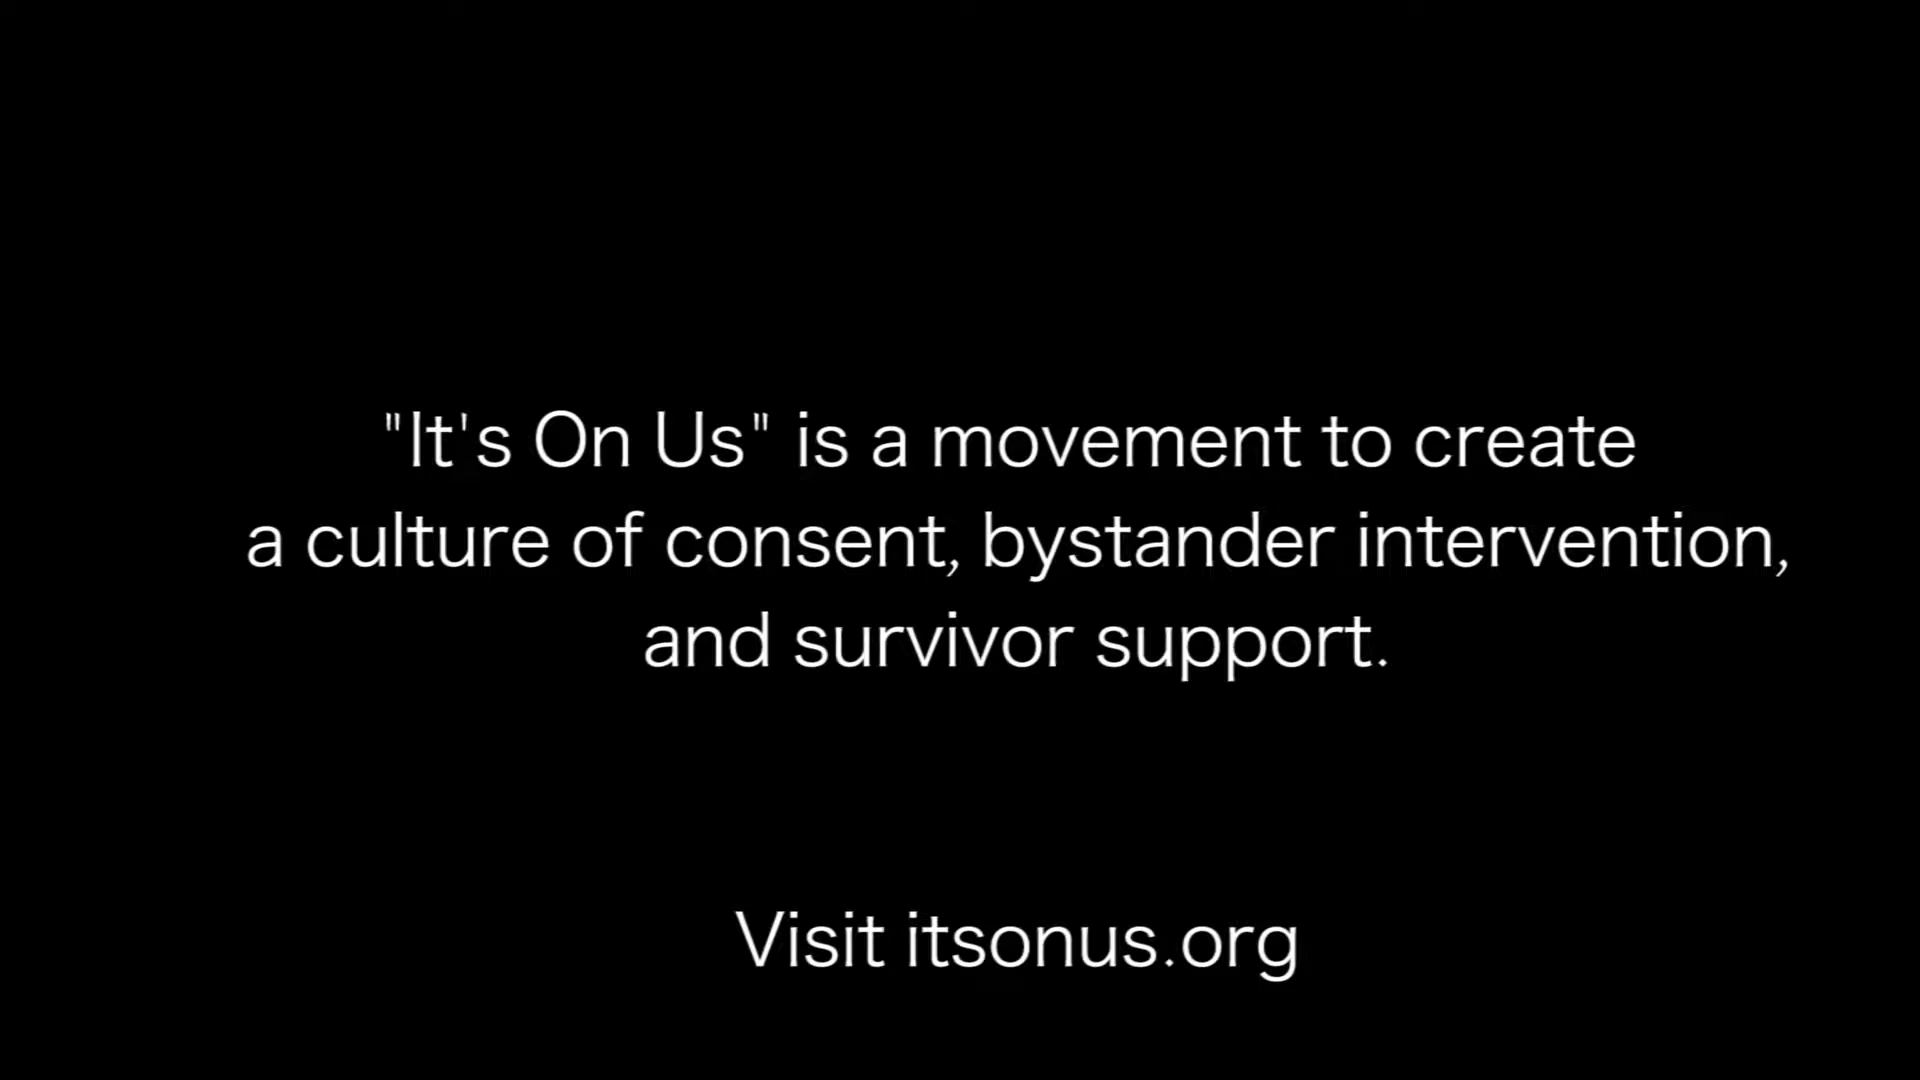 "It's On Us" is a movement to create
a culture of consent, bystander intervention,
and survivor support.
Visit itsonus.org